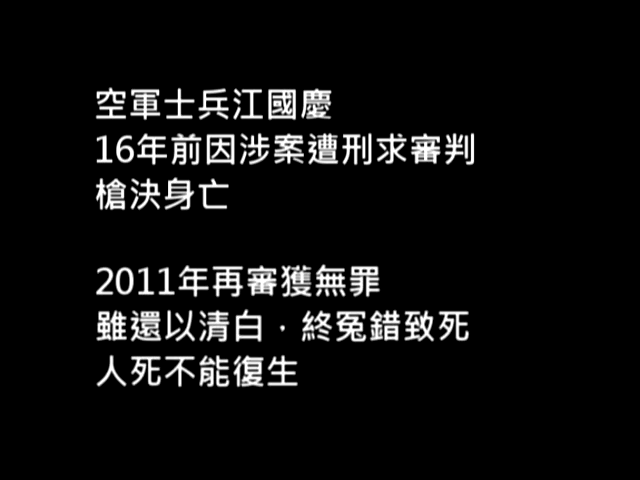 空軍士兵江國慶
16年前因涉案遭刑求審判
槍決身亡
2011年再審獲無罪
雖還以清白．終冤錯致死
人死不能復生